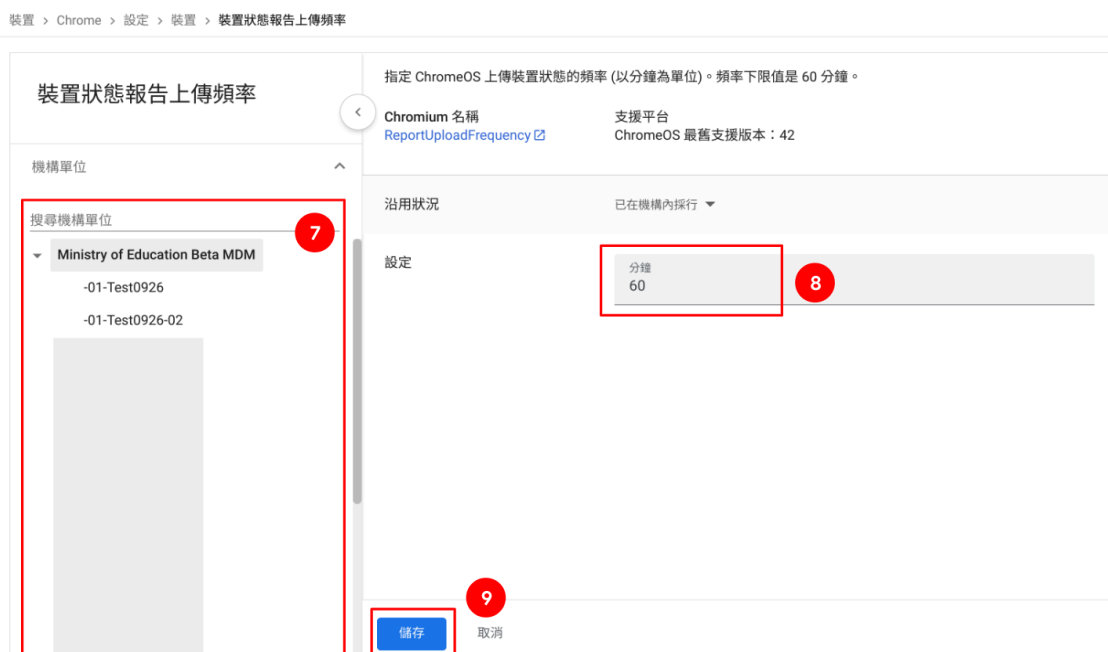 裝置 > Chrome > 設定 > 裝置 > 裝置狀態報告上傳頻率
裝置狀態報告上傳頻率
機構單位
搜尋機構單位
7
Ministry of Education Beta MDM
-01-Test0926
-01-Test0926-02
指定 ChromeOS 上傳裝置狀態的頻率 (以分鐘為單位)。頻率下限值是 60 分鐘。
Chromium 名稱
ReportUploadFrequency
支援平台
ChromeOS 最舊支援版本：42
沿用狀況
已在機構內採行
設定
分鐘
60
8
9
儲存
取消